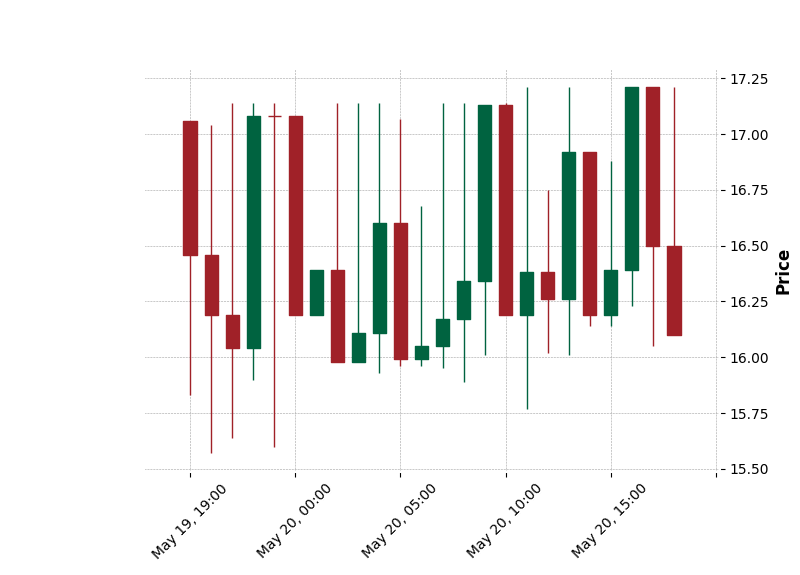 17.25
17.00
16.75
16.50
16.25
16.00
15.75
15.50
Price
May 19, 19:00
May 20, 00:00
May 20, 05:00
May 20, 10:00
May 20, 15:00